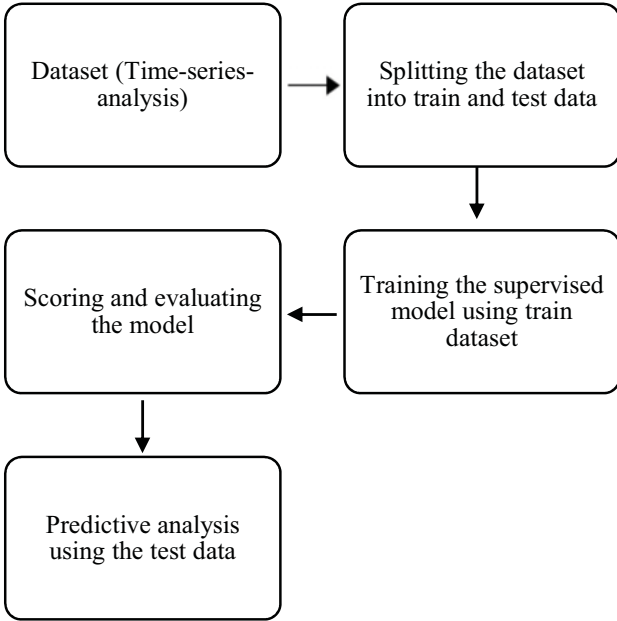 Dataset (Time-series-
analysis)
Splitting the dataset
into train and test data
Training the supervised
model using train
dataset
Scoring and evaluating
the model
Predictive analysis
using the test data